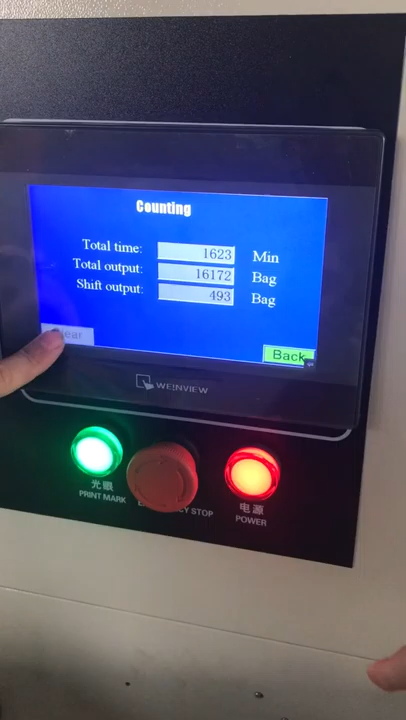 Counting
Total time: 1623 Min
Total output: 16172 Bag
Shift output: 493 Bag
Back
WEINVIEW
光眼
PRINT MARK
STOP
电源
POWER